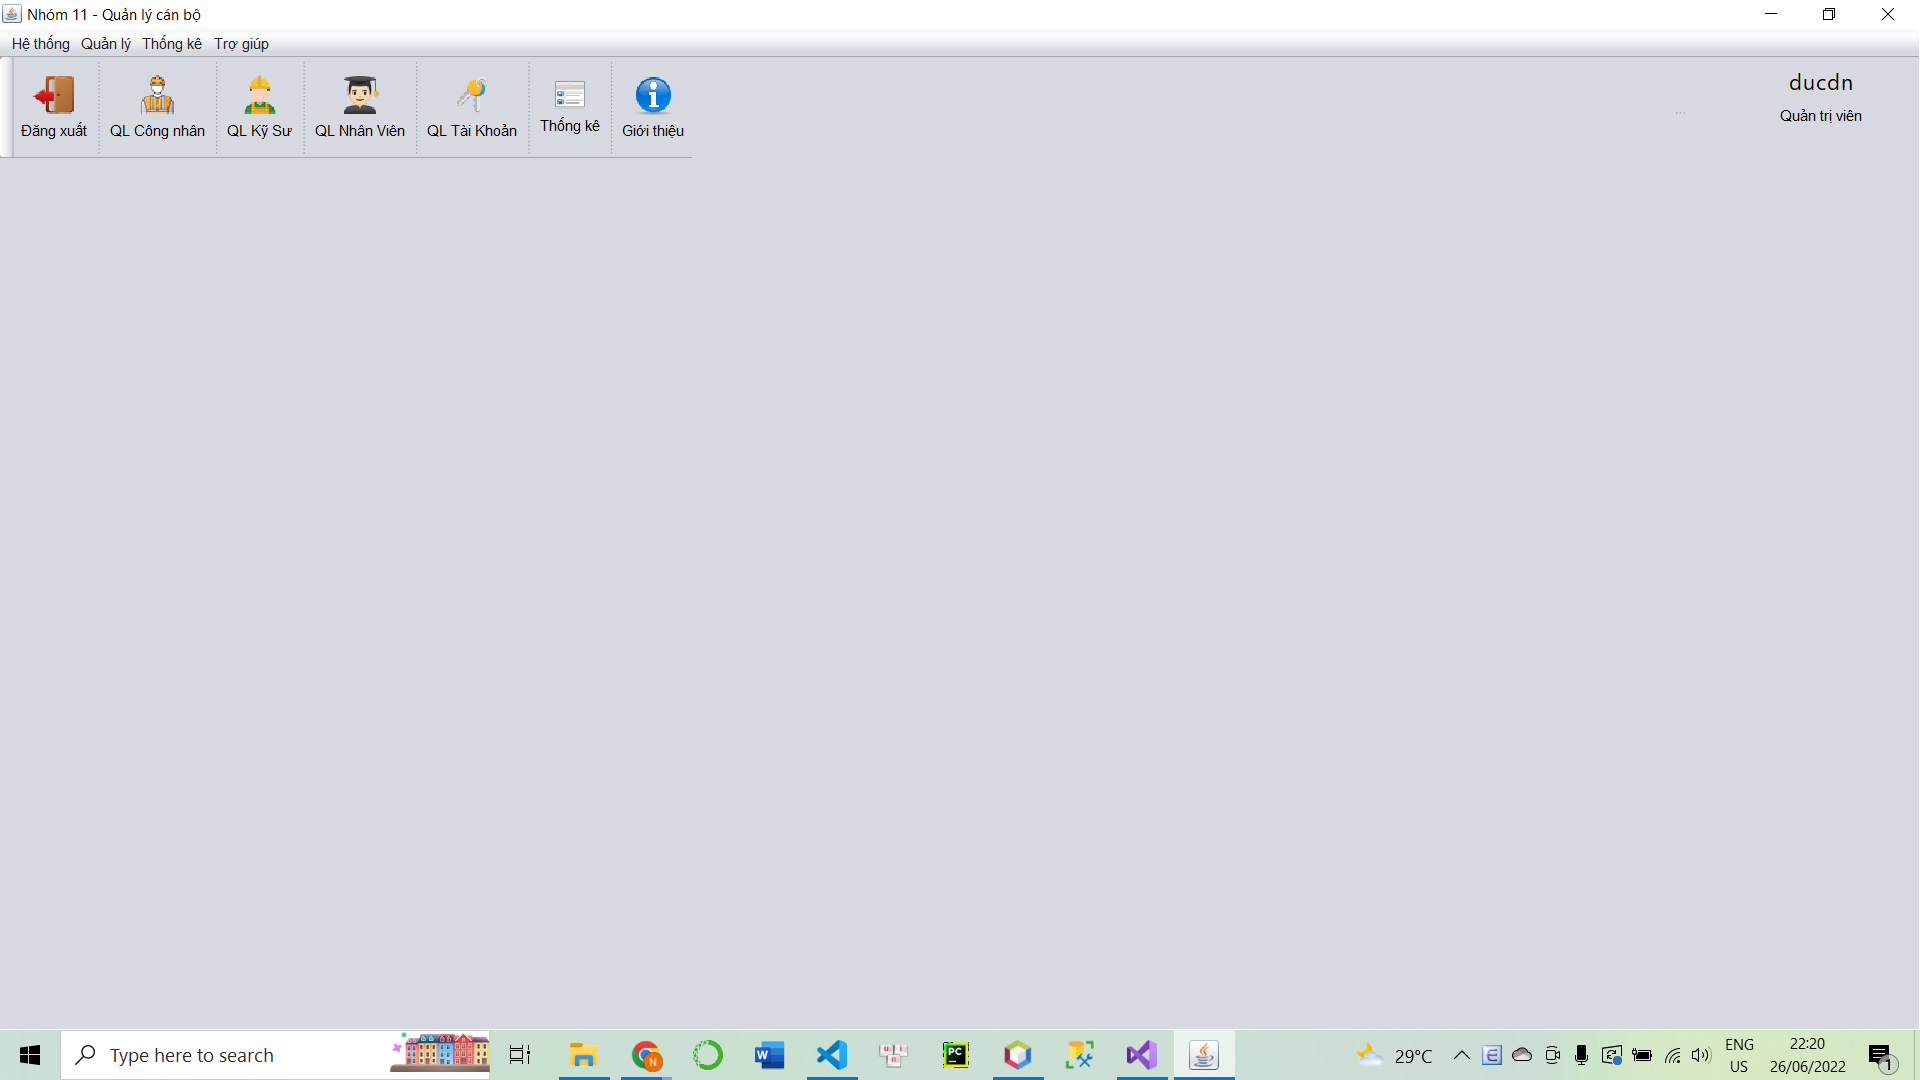 Nhóm 11 - Quản lý cán bộ
Hệ thống Quản lý Thống kê Trợ giúp
Đăng xuất QL Công nhân QL Kỹ Sư QL Nhân Viên QL Tài Khoản Thống kê Giới thiệu
ducdn
...
Quản trị viên
Type here to search
29°C
ENG
US
22:20
26/06/2022
1